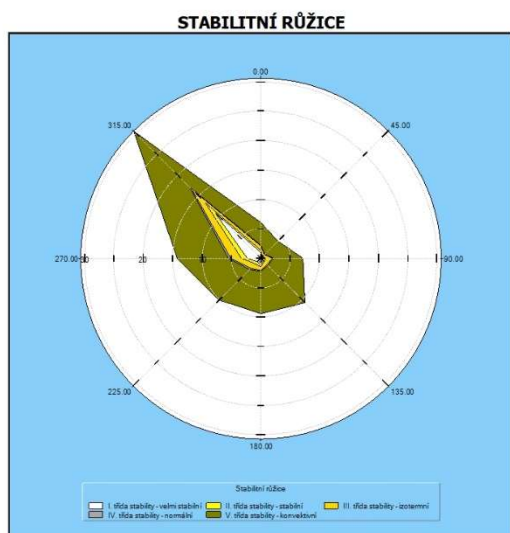 STABILITNÍ RŮŽICE
0.00
315.00
45.00
270.00
20
90.00
225.00
135.00
180.00
Stabilitní růžice
I. třída stability - velmi stabilní
II. třída stability - stabilní
III. třída stability - izotermní
IV. třída stability - normální
V. třída stability - konvektivní